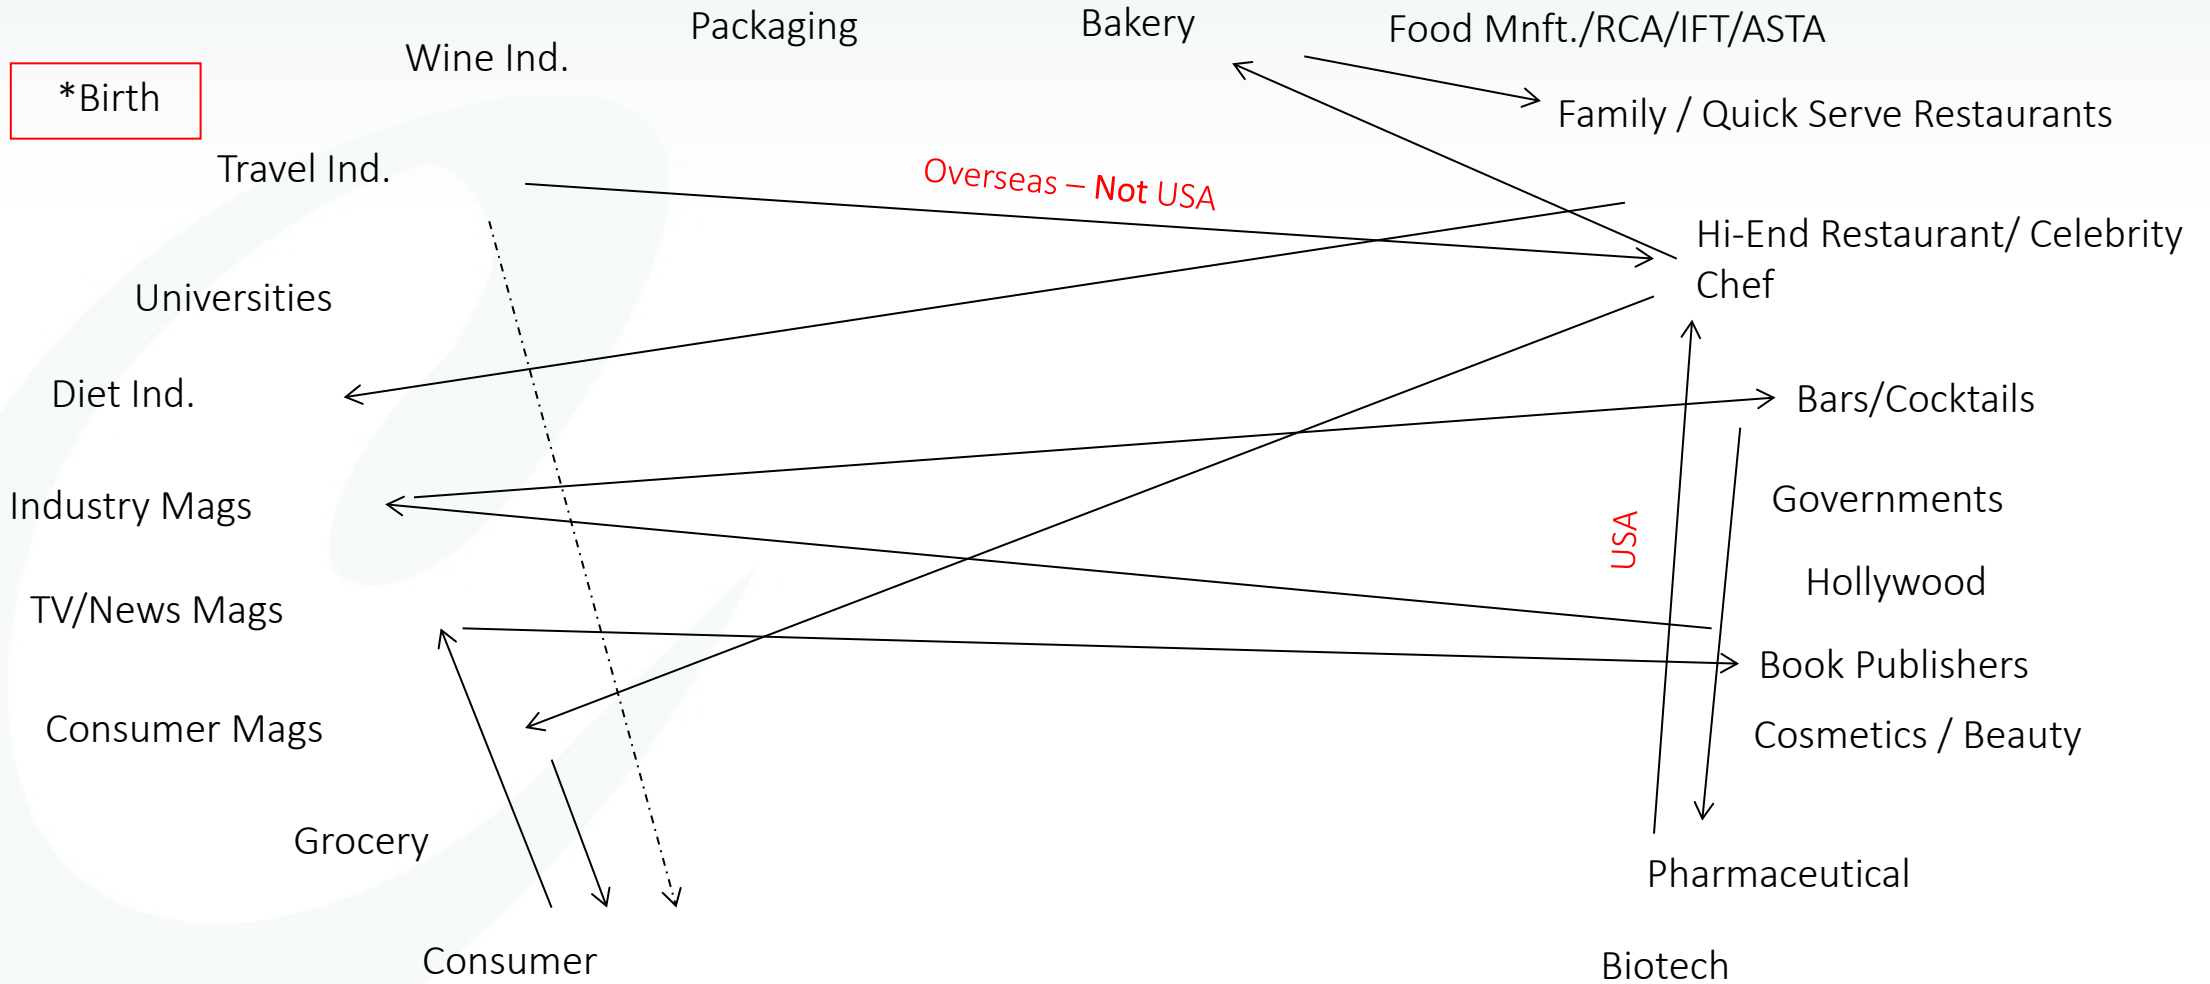 Packaging
Bakery
Food Mnft./RCA/IFT/ASTA
Wine Ind.
*Birth
Family / Quick Serve Restaurants
Travel Ind.
Overseas – Not USA
Hi-End Restaurant/ Celebrity
Chef
Universities
Diet Ind.
Bars/Cocktails
Industry Mags
Governments
USA
Hollywood
TV/News Mags
Book Publishers
Consumer Mags
Cosmetics / Beauty
Grocery
Pharmaceutical
Consumer
Biotech